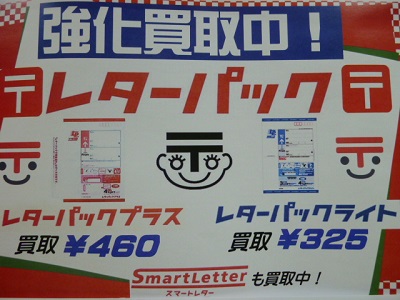 強化買取中！
〒レターパック〒
レターパックプラス
買取 ¥460
レターパックライト
買取 ¥325
SmartLetter も買取中！
スマートレター